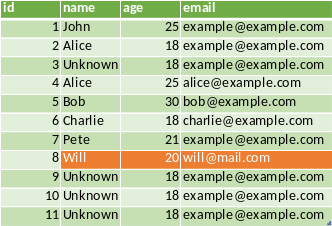 id name age email
1 John 25 example@example.com
2 Alice 18 example@example.com
3 Unknown 18 example@example.com
4 Alice 25 alice@example.com
5 Bob 30 bob@example.com
6 Charlie 18 charlie@example.com
7 Pete 21 example@example.com
8 Will 20 will@mail.com
9 Unknown 18 example@example.com
10 Unknown 18 example@example.com
11 Unknown 18 example@example.com